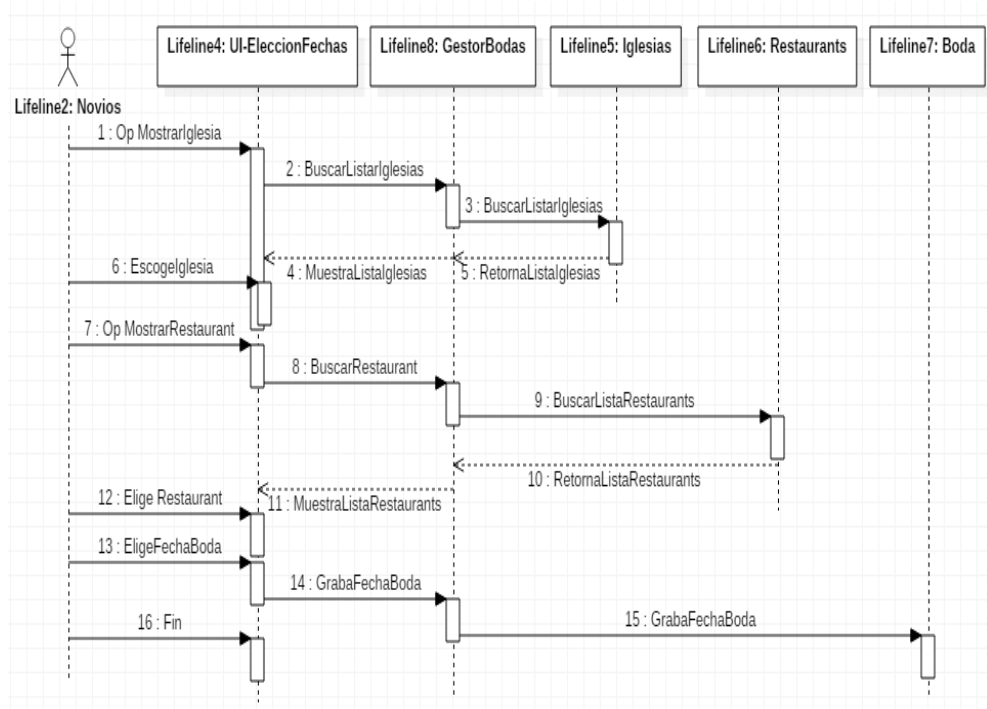 Lifeline4: UI-EleccionFechas
Lifeline8: GestorBodas
Lifeline5: Iglesias
Lifeline6: Restaurants
Lifeline7: Boda
Lifeline2: Novios
1 : Op MostrarIglesia
2 : BuscarListarIglesias
3 : BuscarListarIglesias
6 : EscogeIglesia
4 : MuestraListaIglesias
5 : RetornaListaIglesias
7 : Op MostrarRestaurant
8 : BuscarRestaurant
9 : BuscarListaRestaurants
10 : RetornaListaRestaurants
12 : Elige Restaurant
11 : MuestraListaRestaurants
13 : EligeFechaBoda
14 : GrabaFechaBoda
16 : Fin
15 : GrabaFechaBoda